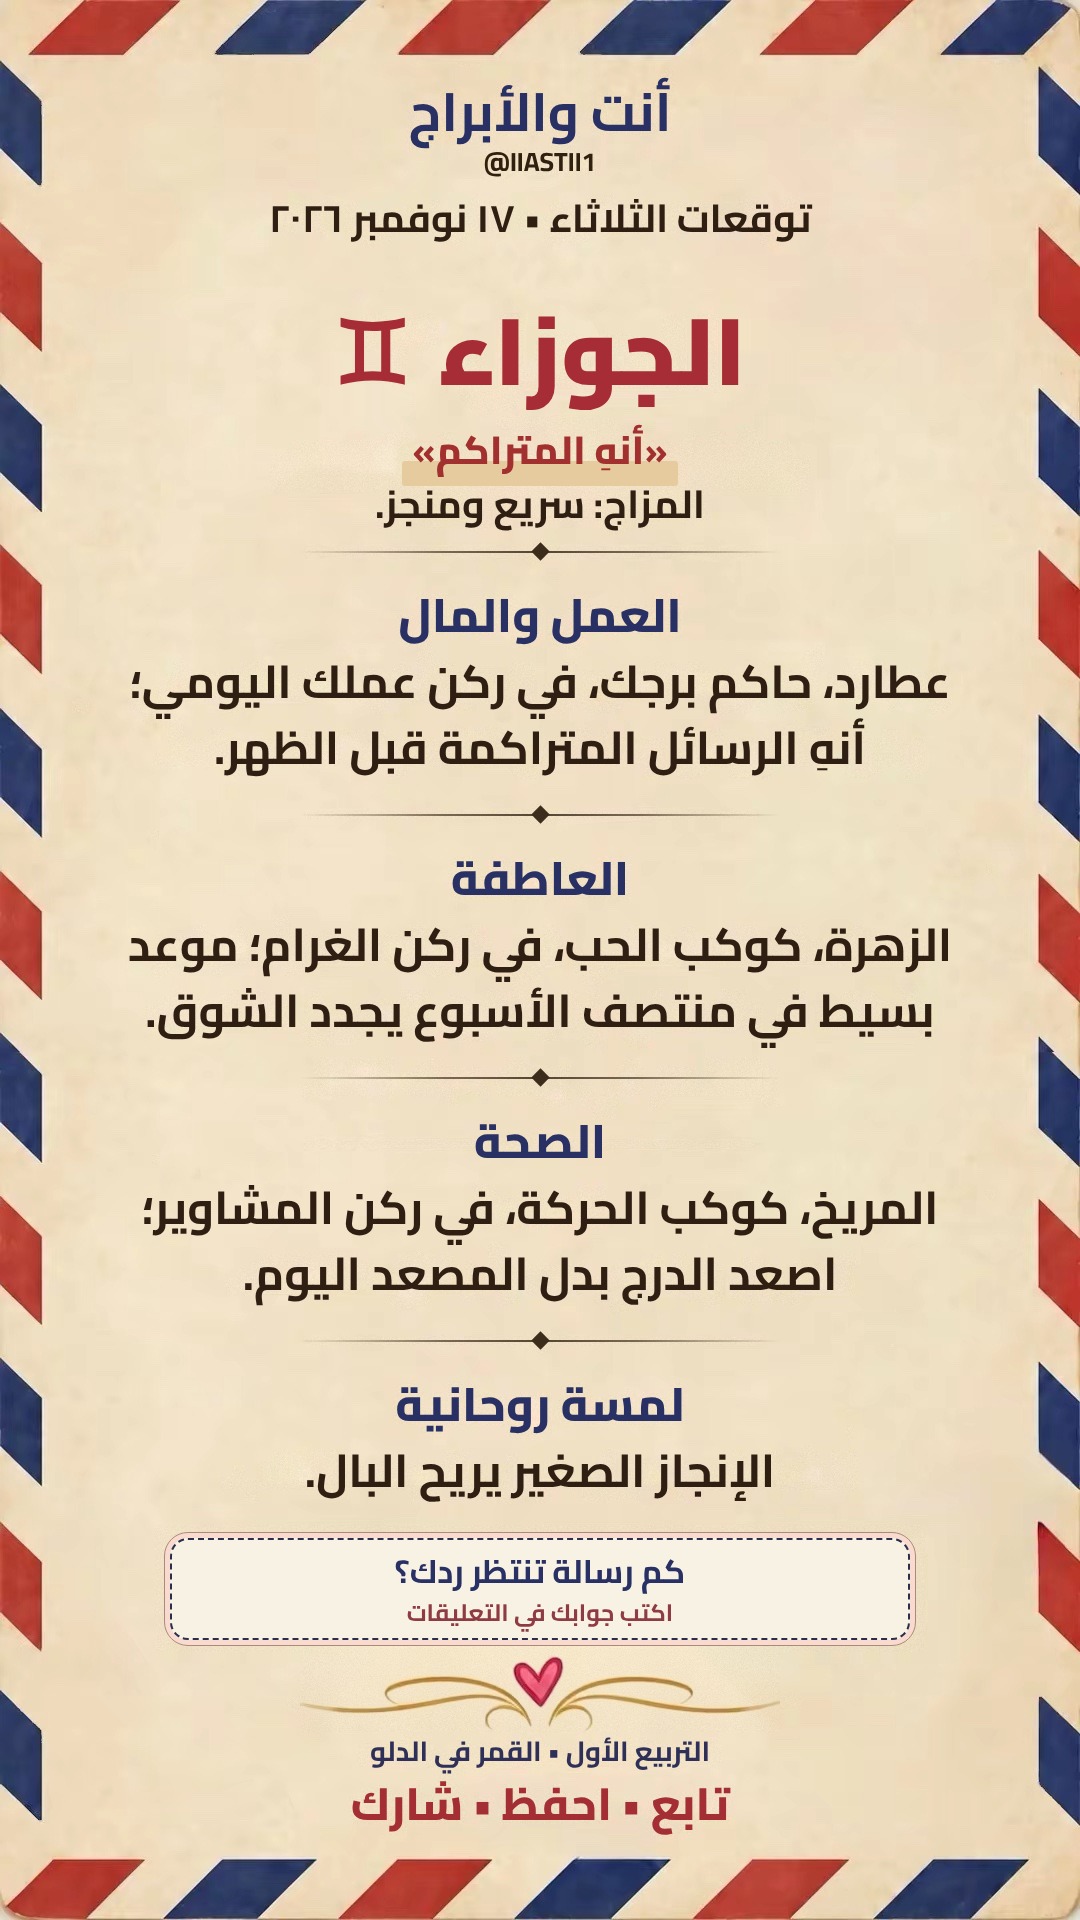 أنت والأبراج
@IIASTII1
توقعات الثلاثاء ▪ ١٧ نوفمبر ٢٠٢٦
الجوزاء ♊
«أنهِ المتراكم»
المزاج: سريع ومنجز.
العمل والمال
عطارد، حاكم برجك، في ركن عملك اليومي؛
أنهِ الرسائل المتراكمة قبل الظهر.
العاطفة
الزهرة، كوكب الحب، في ركن الغرام؛ موعد
بسيط في منتصف الأسبوع يجدد الشوق.
الصحة
المريخ، كوكب الحركة، في ركن المشاوير؛
اصعد الدرج بدل المصعد اليوم.
لمسة روحانية
الإنجاز الصغير يريح البال.
كم رسالة تنتظر ردك؟
اكتب جوابك في التعليقات
التربيع الأول ▪ القمر في الدلو
تابع ▪ احفظ ▪ شارك